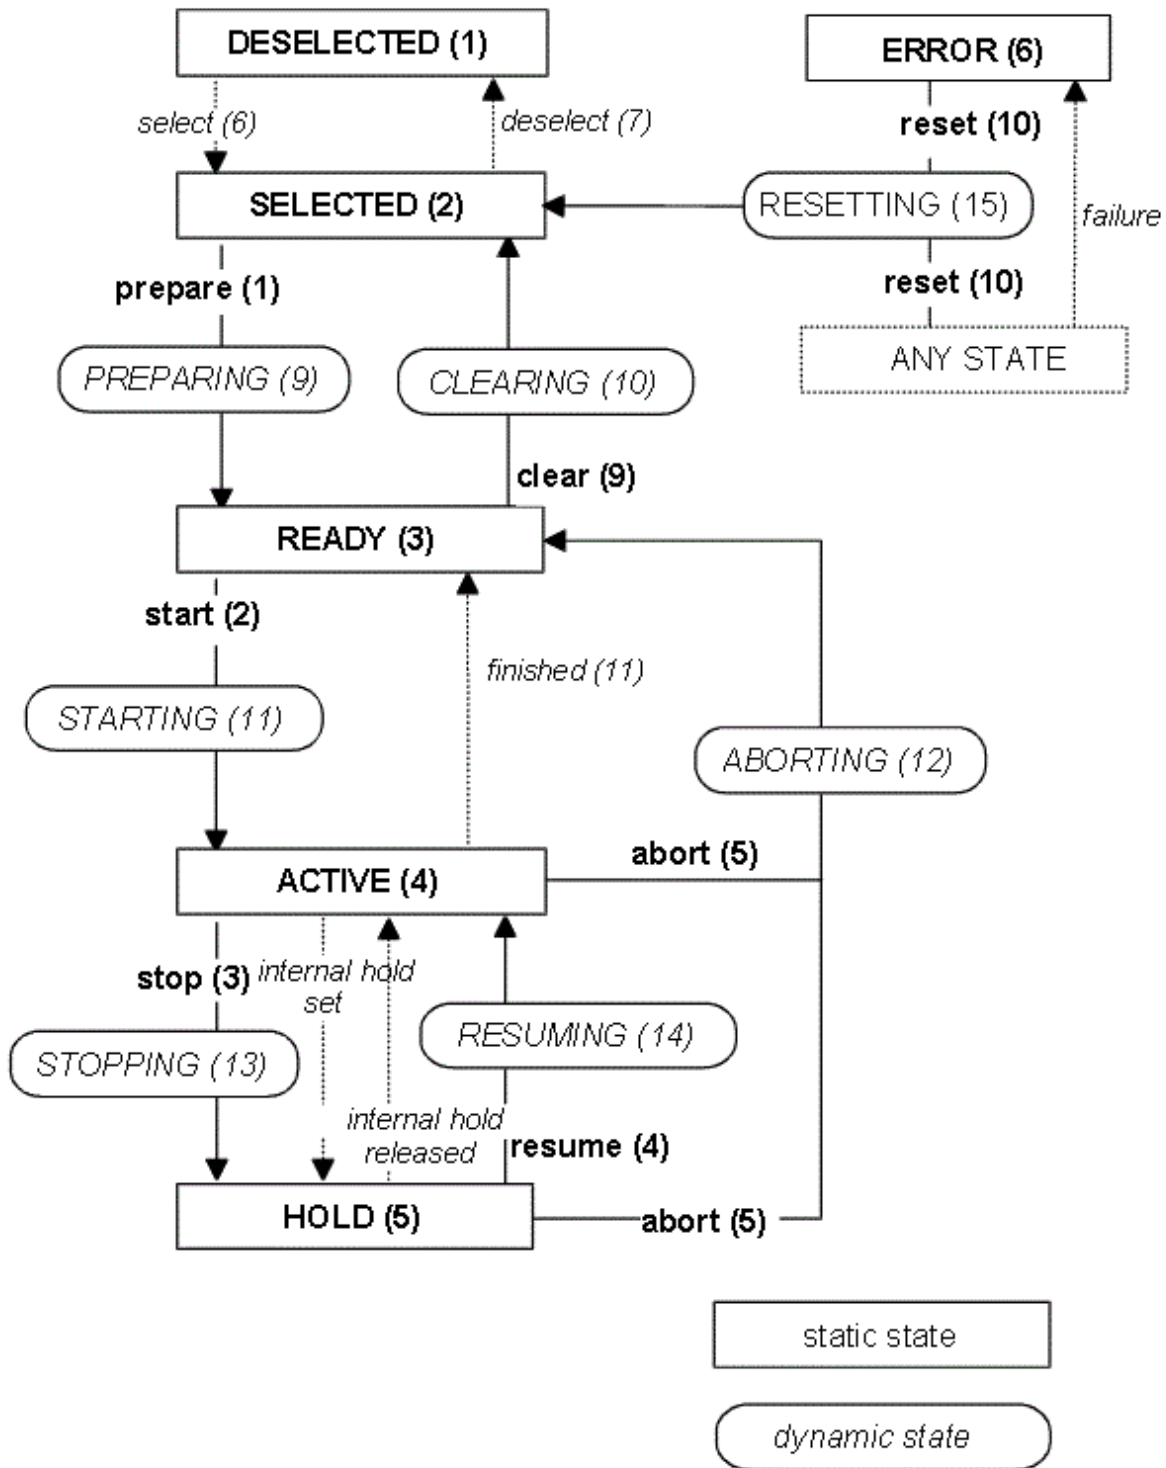 DESELECTED (1)
ERROR (6)
select (6)
deselect (7)
reset (10)
SELECTED (2)
RESETTING (15)
failure
prepare (1)
reset (10)
ANY STATE
PREPARING (9)
CLEARING (10)
clear (9)
READY (3)
start (2)
finished (11)
STARTING (11)
ABORTING (12)
abort (5)
ACTIVE (4)
stop (3)
internal hold
set
RESUMING (14)
STOPPING (13)
internal hold
released
resume (4)
HOLD (5)
abort (5)
static state
dynamic state